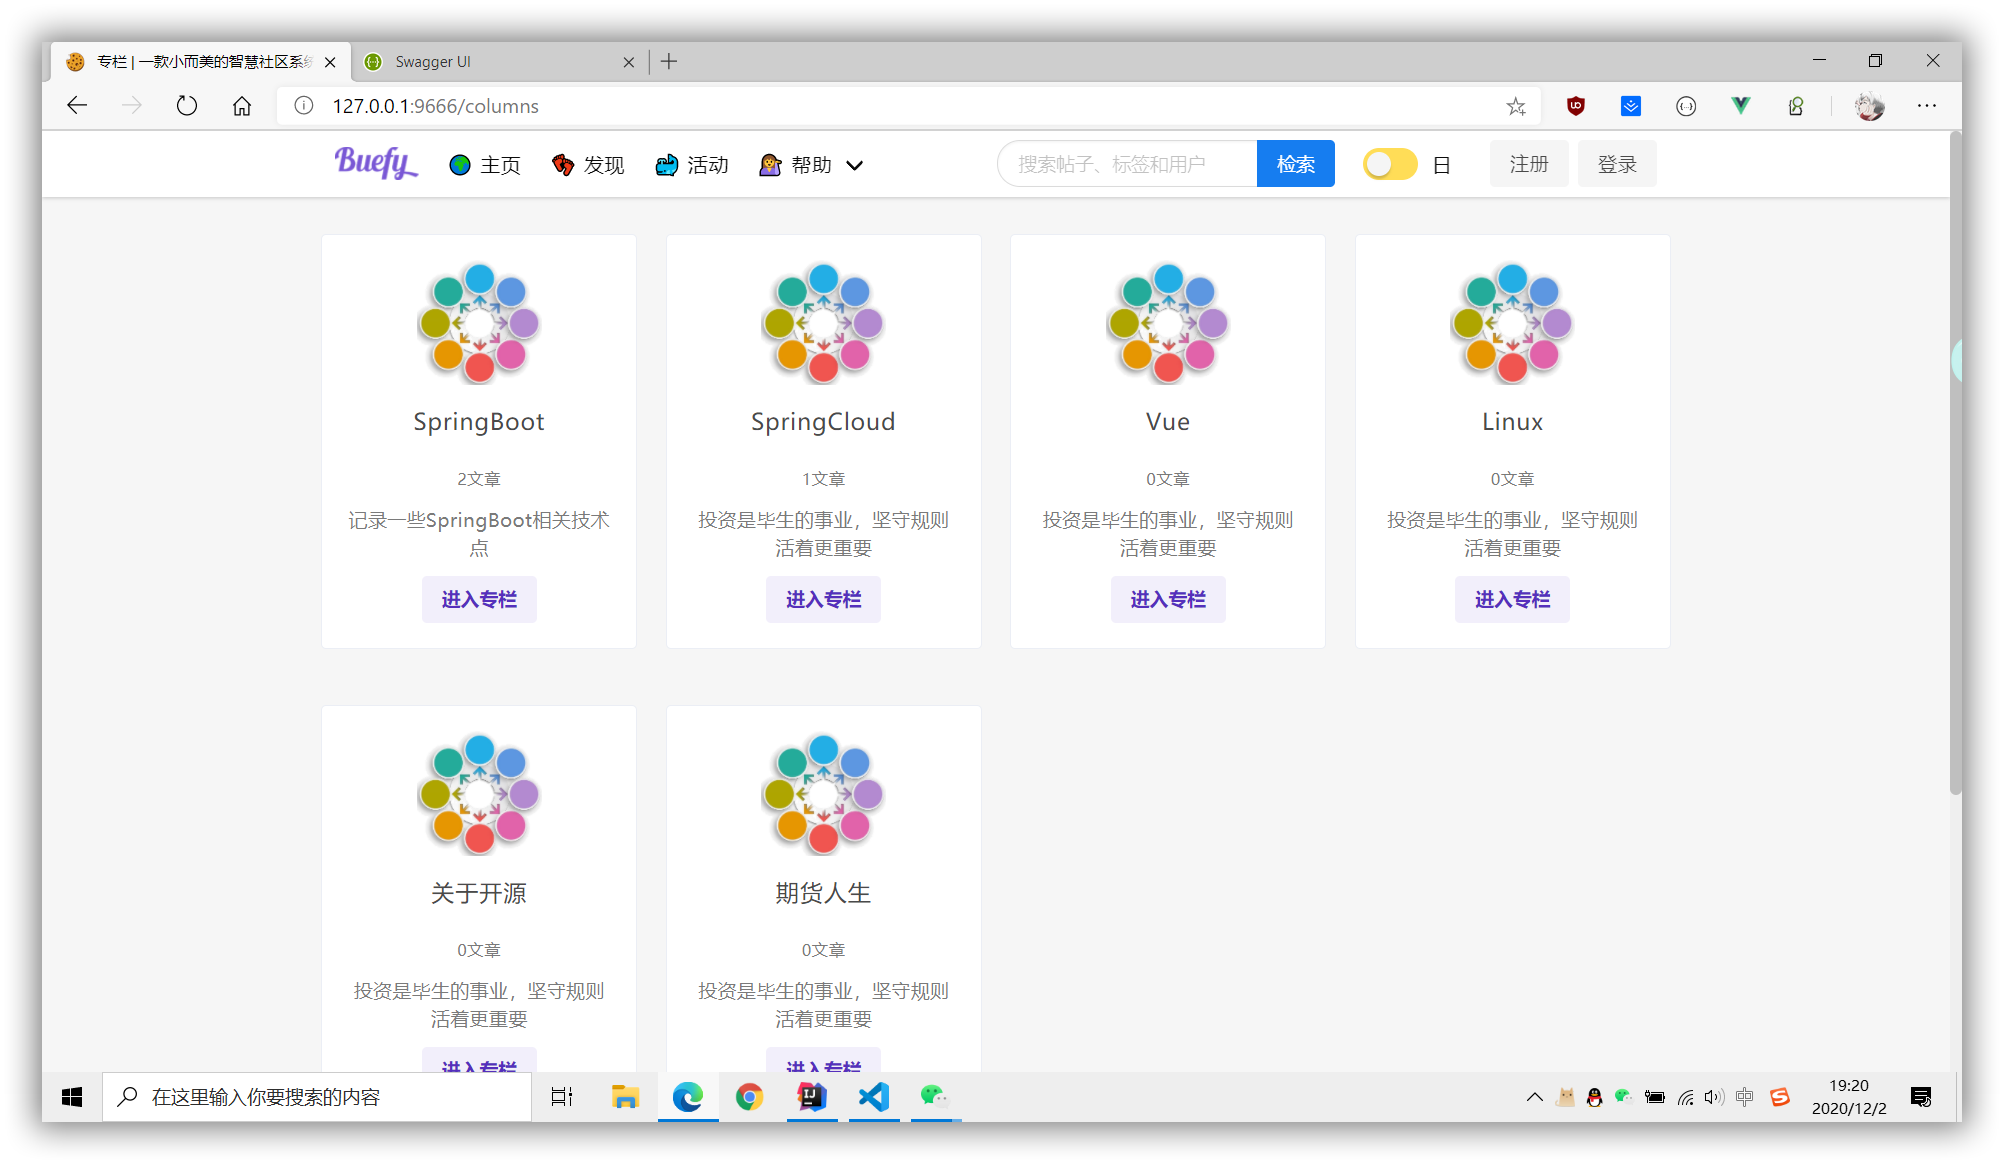 专栏 | 一款小而美的智慧社区系统
Swagger UI
127.0.0.1:9666/columns
Buefy
主页
发现
活动
帮助
搜索帖子、标签和用户
检索
日
注册
登录
SpringBoot
2文章
记录一些SpringBoot相关技术
点
进入专栏
SpringCloud
1文章
投资是毕生的事业，坚守规则
活着更重要
进入专栏
Vue
0文章
投资是毕生的事业，坚守规则
活着更重要
进入专栏
Linux
0文章
投资是毕生的事业，坚守规则
活着更重要
进入专栏
关于开源
0文章
投资是毕生的事业，坚守规则
活着更重要
进入专栏
期货人生
0文章
投资是毕生的事业，坚守规则
活着更重要
进入专栏
在这里输入你要搜索的内容
中
19:20
2020/12/2